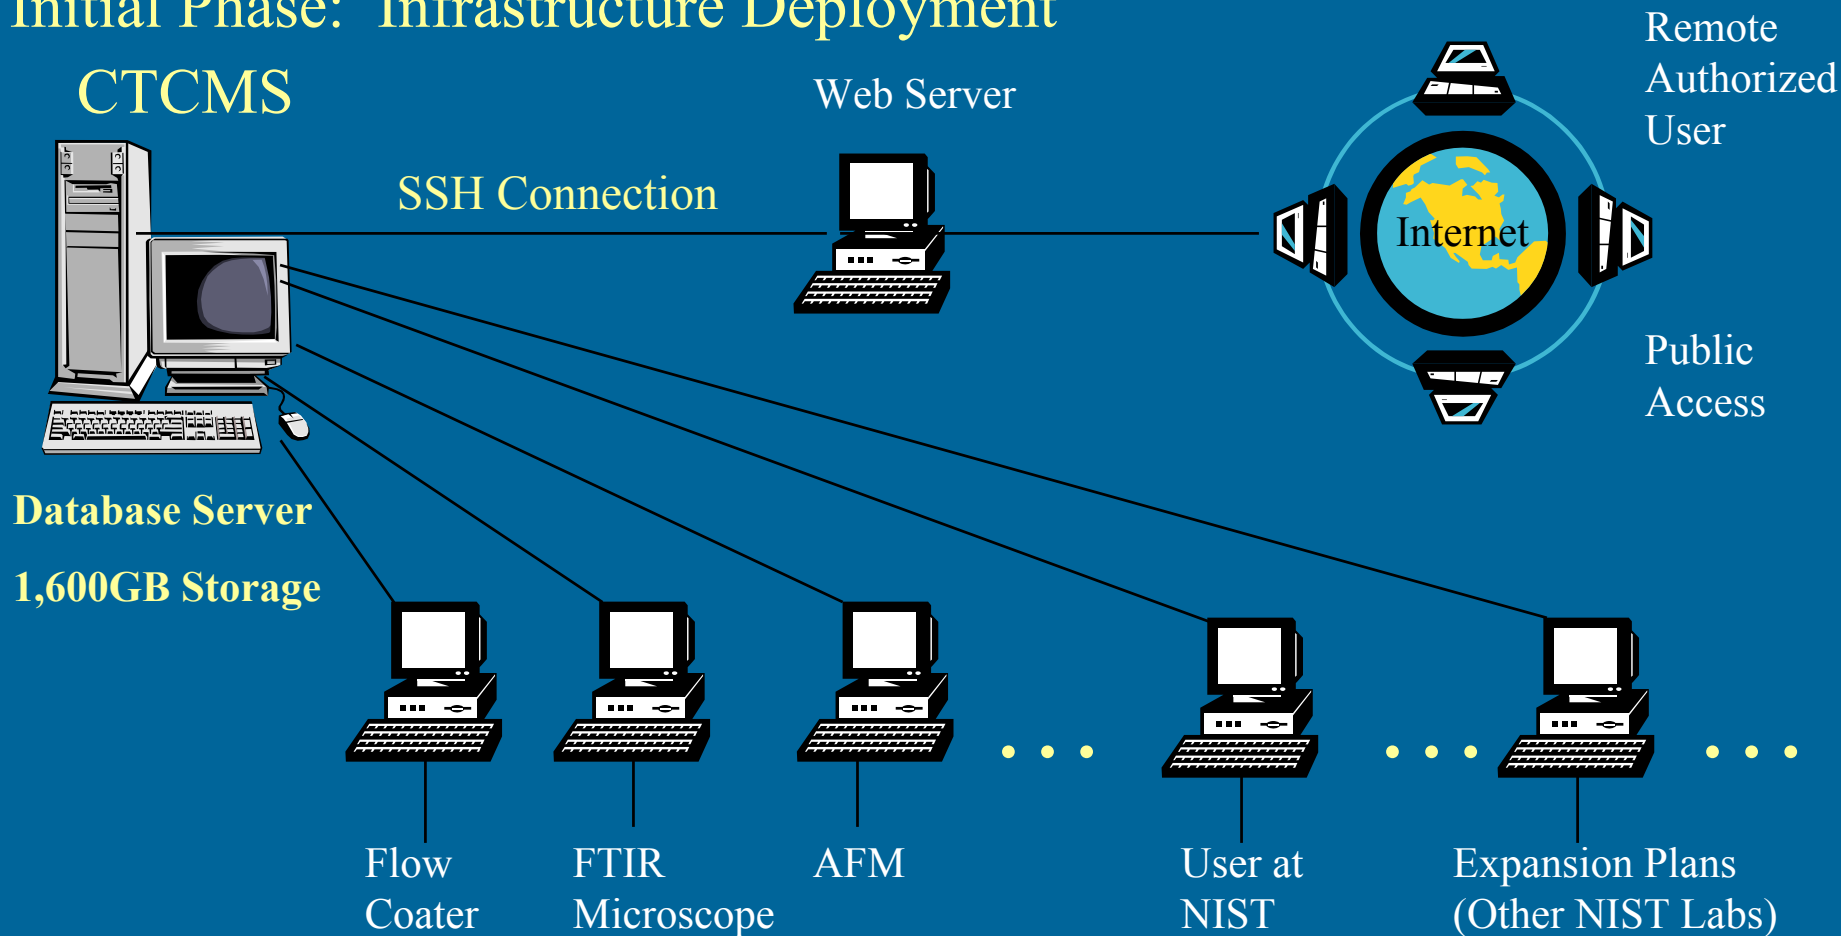 Initial Phase: Infrastructure Deployment
CTCMS
Web Server
Remote
Authorized
User
SSH Connection
Internet
Public
Access
Database Server
1,600GB Storage
. . .
. . .
. . .
Flow
Coater
FTIR
Microscope
AFM
User at
NIST
Expansion Plans
(Other NIST Labs)